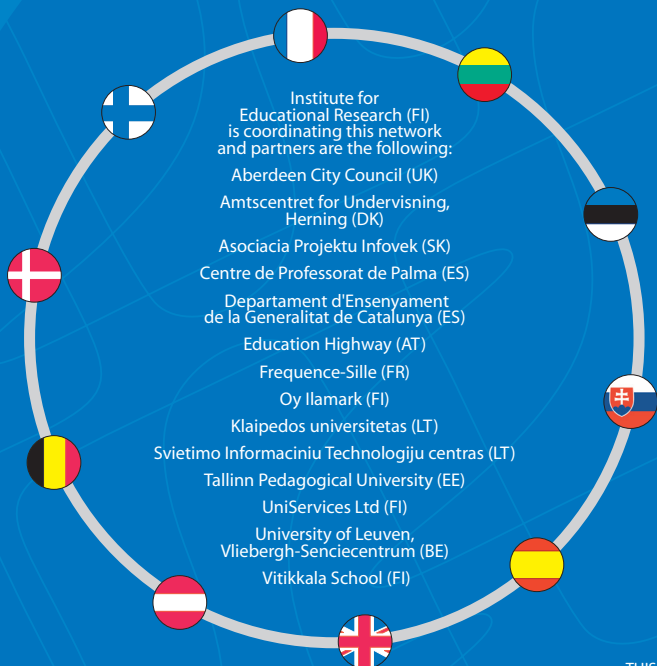 Institute for
Educational Research (FI)
is coordinating this network
and partners are the following:
Aberdeen City Council (UK)
Amtscentret for Undervisning,
Herning (DK)
Asociacia Projektu Infovek (SK)
Centre de Professorat de Palma (ES)
Departament d'Ensenyament
de la Generalitat de Catalunya (ES)
Education Highway (AT)
Frequence-Sille (FR)
Oy Ilamark (FI)
Klaipedos universitetas (LT)
Svietimo Informaciniu Technologiju centras (LT)
Tallinn Pedagogical University (EE)
UniServices Ltd (FI)
University of Leuven,
Vliebergh-Senciecentrum (BE)
Vitikkala School (FI)